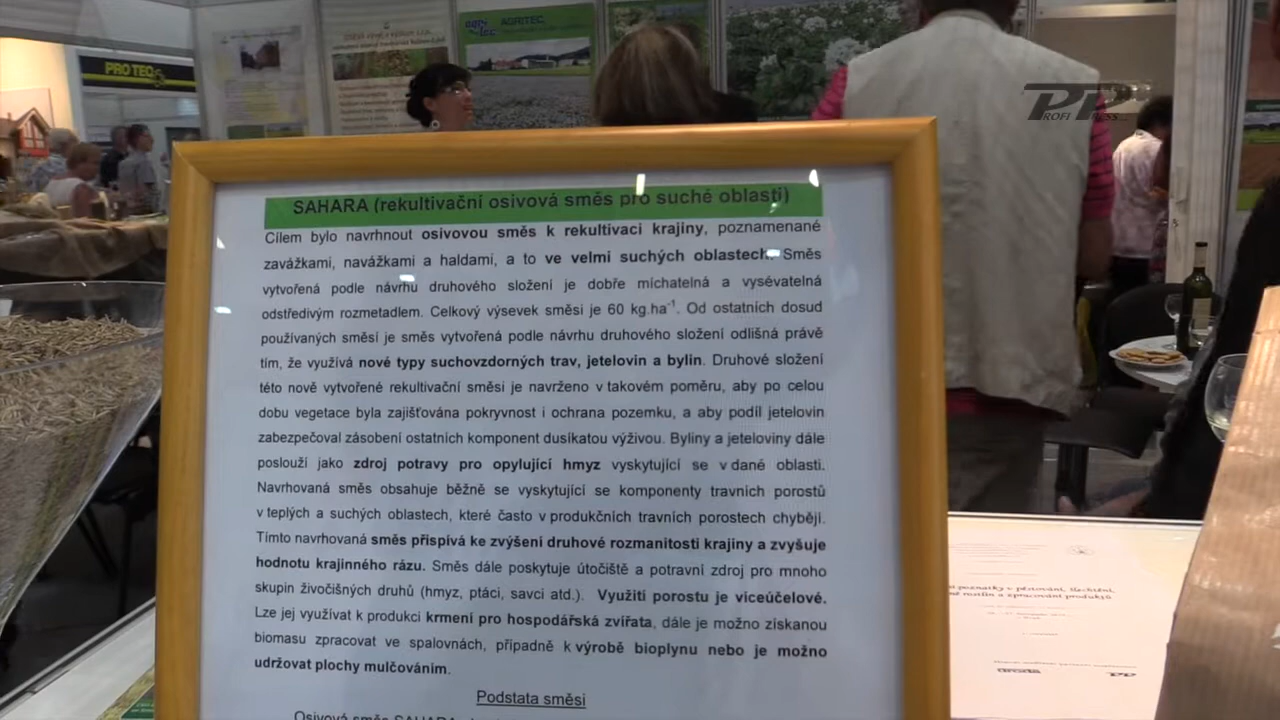 PRO TEC
AGRITEC
PP
PROFI PRESS
SAHARA (rekultivační osivová směs pro suché oblasti)
Cílem bylo navrhnout osivovou směs k rekultivaci krajiny, poznamenané
zavážkami, navážkami a haldami, a to ve velmi suchých oblastech. Směs
vytvořená podle návrhu druhového složení je dobře míchatelná a vysévatelná
odstředivým rozmetadlem. Celkový výsevek směsi je 60 kg.ha⁻¹. Od ostatních dosud
používaných směsí je směs vytvořená podle návrhu druhového složení odlišná právě
tím, že využívá nové typy suchovzdorných trav, jetelovin a bylin. Druhové složení
této nově vytvořené rekultivační směsi je navrženo v takovém poměru, aby po celou
dobu vegetace byla zajišťována pokryvnost i ochrana pozemku, a aby podíl jetelovin
zabezpečoval zásobení ostatních komponent dusíkatou výživou. Byliny a jeteloviny dále
poslouží jako zdroj potravy pro opylující hmyz vyskytující se v dané oblasti.
Navrhovaná směs obsahuje běžně se vyskytující se komponenty travních porostů
v teplých a suchých oblastech, které často v produkčních travních porostech chybějí.
Tímto navrhovaná směs přispívá ke zvýšení druhové rozmanitosti krajiny a zvyšuje
hodnotu krajinného rázu. Směs dále poskytuje útočiště a potravní zdroj pro mnoho
skupin živočišných druhů (hmyz, ptáci, savci atd.). Využití porostu je víceúčelové.
Lze jej využívat k produkci krmení pro hospodářská zvířata, dále je možno získanou
biomasu zpracovat ve spalovnách, případně k výrobě bioplynu nebo je možno
udržovat plochy mulčováním.
Podstata směsi
Osivová směs SAHARA